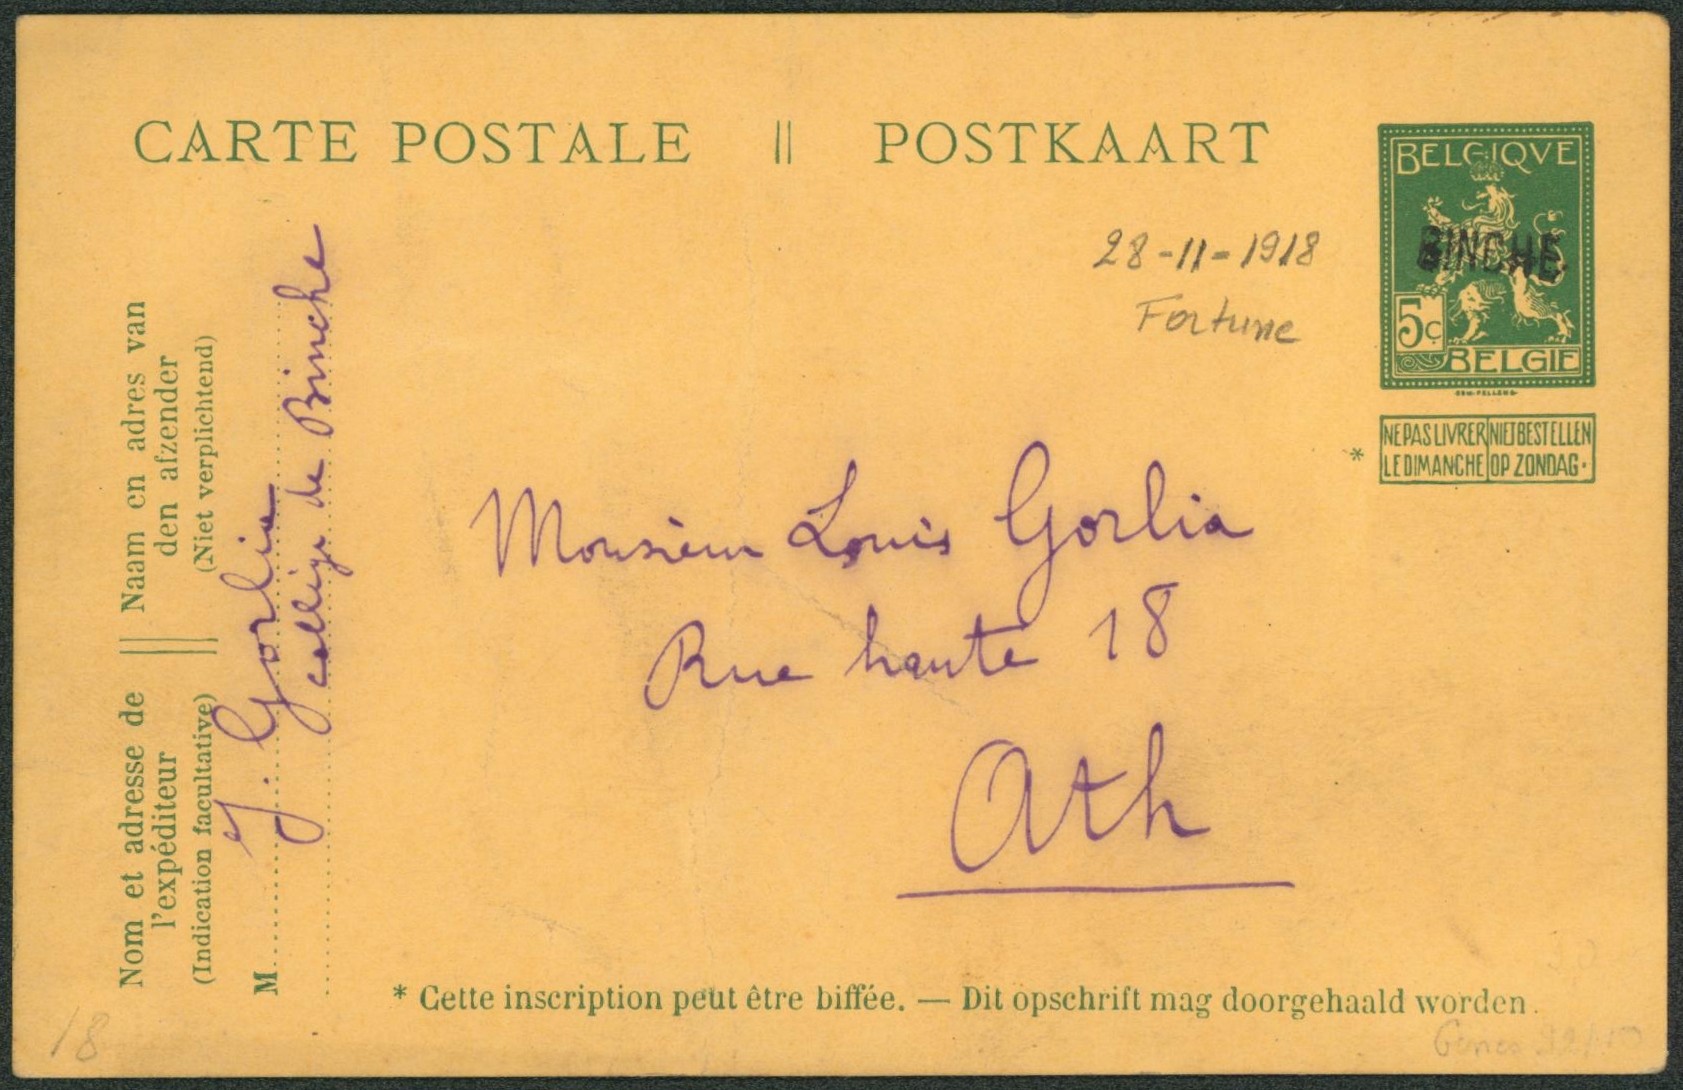 CARTE POSTALE || POSTKAART
BELGIQVE
BINCHE
5c
BELGIE
NE PAS LIVRER NIET BESTELLEN
* LE DIMANCHE OP ZONDAG.
28-11-1918
Fortune
Nom et adresse de || Naam en adres van
l'expéditeur den afzender
(Indication facultative) (Niet verplichtend)
M J. Gorlia
collège de Binche
Monsieur Louis Gorlia
Rue haute 18
Ath
* Cette inscription peut être biffée. — Dit opschrift mag doorgehaald worden.
18